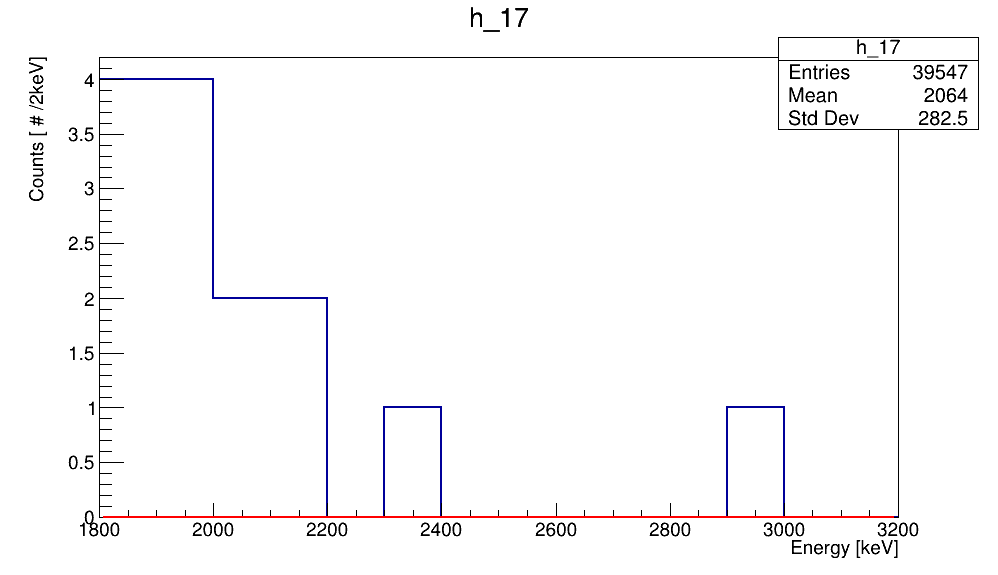 h_17
h_17
Entries 39547
Mean 2064
Std Dev 282.5
Counts [ # /2keV]
4
3.5
3
2.5
2
1.5
1
0.5
0
1800 2000 2200 2400 2600 2800 3000 3200
Energy [keV]